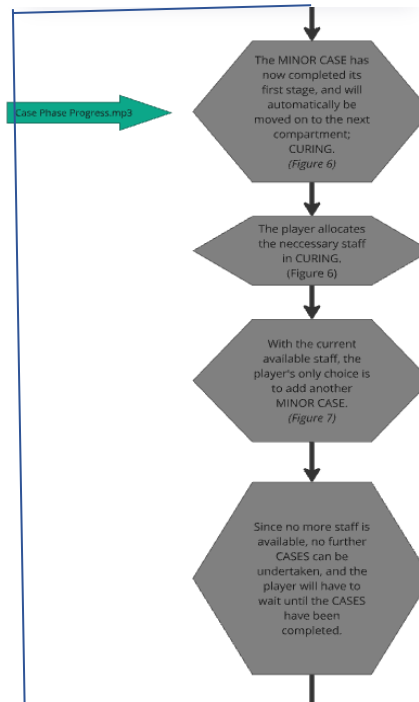 The MINOR CASE has
now completed its
first stage, and will
automatically be
moved on to the next
compartment;
CURING.
(Figure 6)
Case Phase Progress.mp3
The player allocates
the neccessary staff
in CURING.
(Figure 6)
With the current
available staff, the
player's only choice is
to add another
MINOR CASE.
(Figure 7)
Since no more staff is
available, no further
CASES can be
undertaken, and the
player will have to
wait until the CASES
have been
completed.